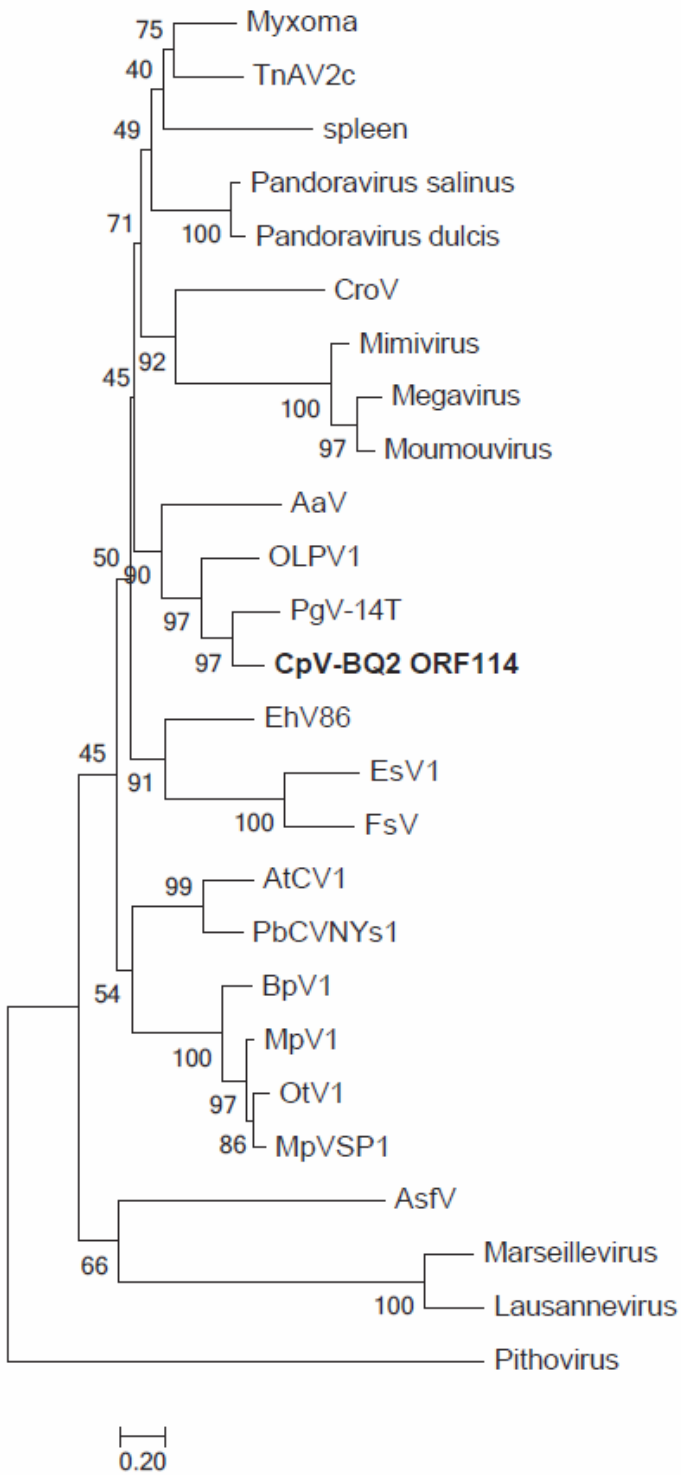 75
Myxoma
40
TnAV2c
49
spleen
Pandoravirus salinus
71
100
Pandoravirus dulcis
CroV
92
Mimivirus
45
Megavirus
100
97
Moumouvirus
AaV
50
OLPV1
90
PgV-14T
97
97
CpV-BQ2 ORF114
EhV86
45
EsV1
91
100
FsV
99
AtCV1
PbCVNYs1
54
BpV1
100
MpV1
97
OtV1
86
MpVSP1
AsfV
66
Marseillevirus
100
Lausannevirus
Pithovirus
0.20